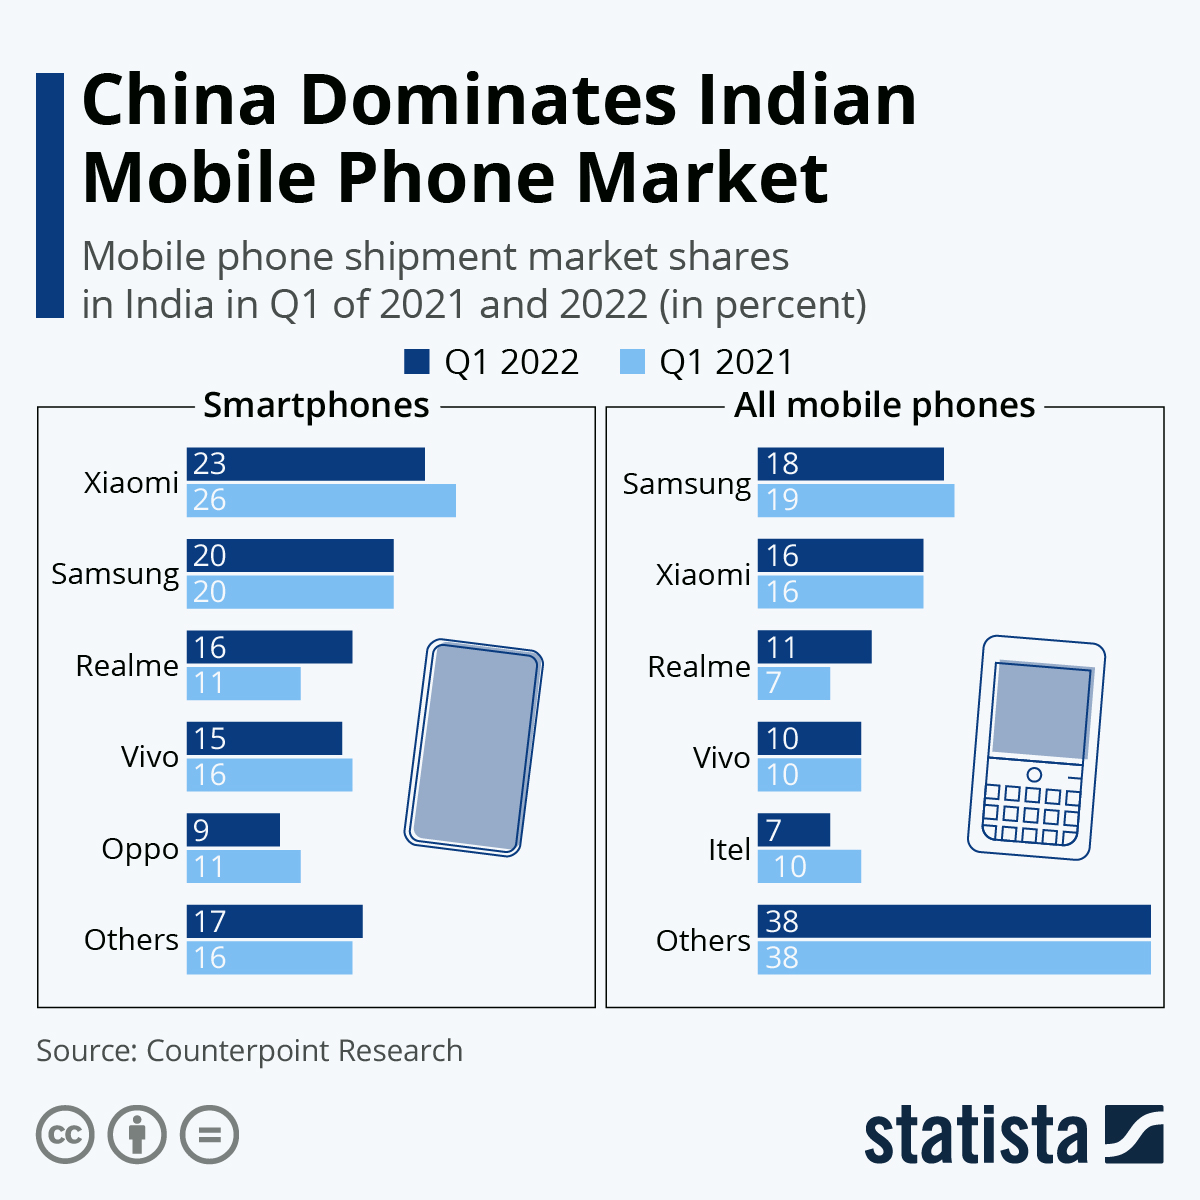 China Dominates Indian
Mobile Phone Market
Mobile phone shipment market shares
in India in Q1 of 2021 and 2022 (in percent)
Q1 2022 Q1 2021
Smartphones
Xiaomi
23
26
Samsung
20
20
Realme
16
11
Vivo
15
16
Oppo
9
11
Others
17
16
All mobile phones
Samsung
18
19
Xiaomi
16
16
Realme
11
7
Vivo
10
10
Itel
7
10
Others
38
38
Source: Counterpoint Research
cc
=
statista